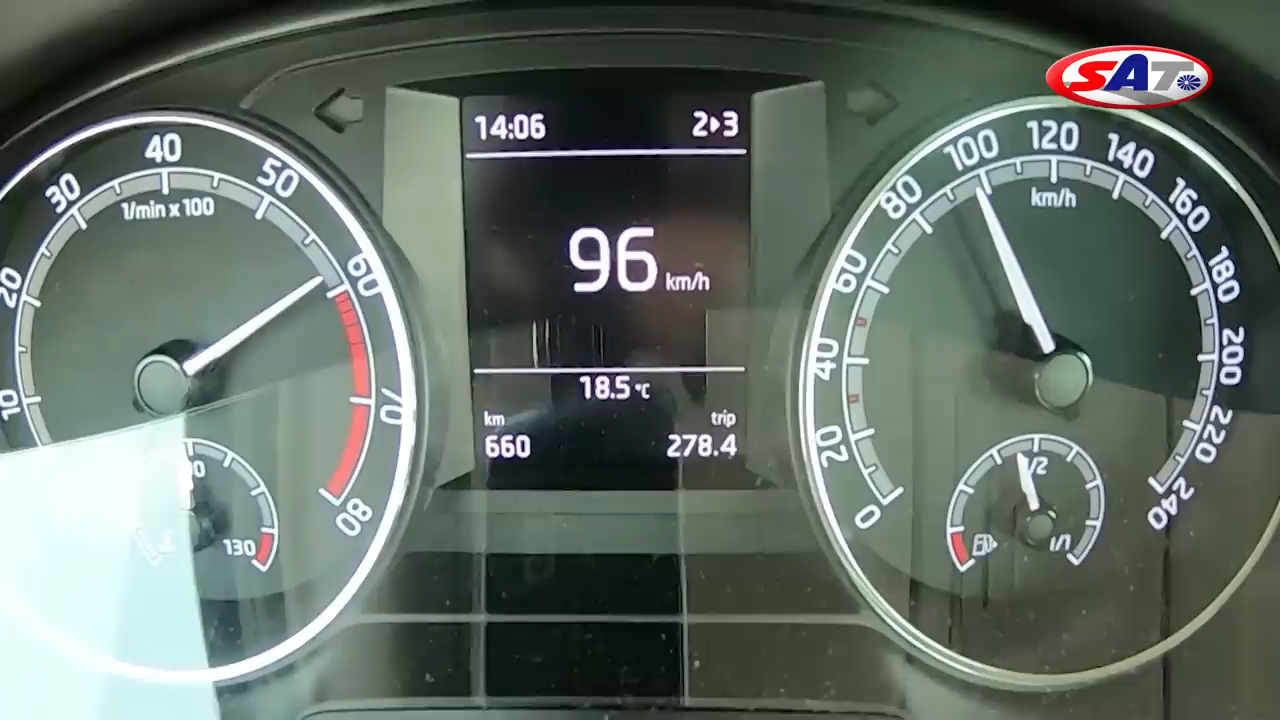 SAT
14:06 2▸3
96 km/h
18.5 °C
km trip
660 278.4
10 20 30 40 50 60 70 80
1/min x 100
130
0 20 40 60 80 100 120 140 160 180 200 220 240
km/h
1/2
1/1